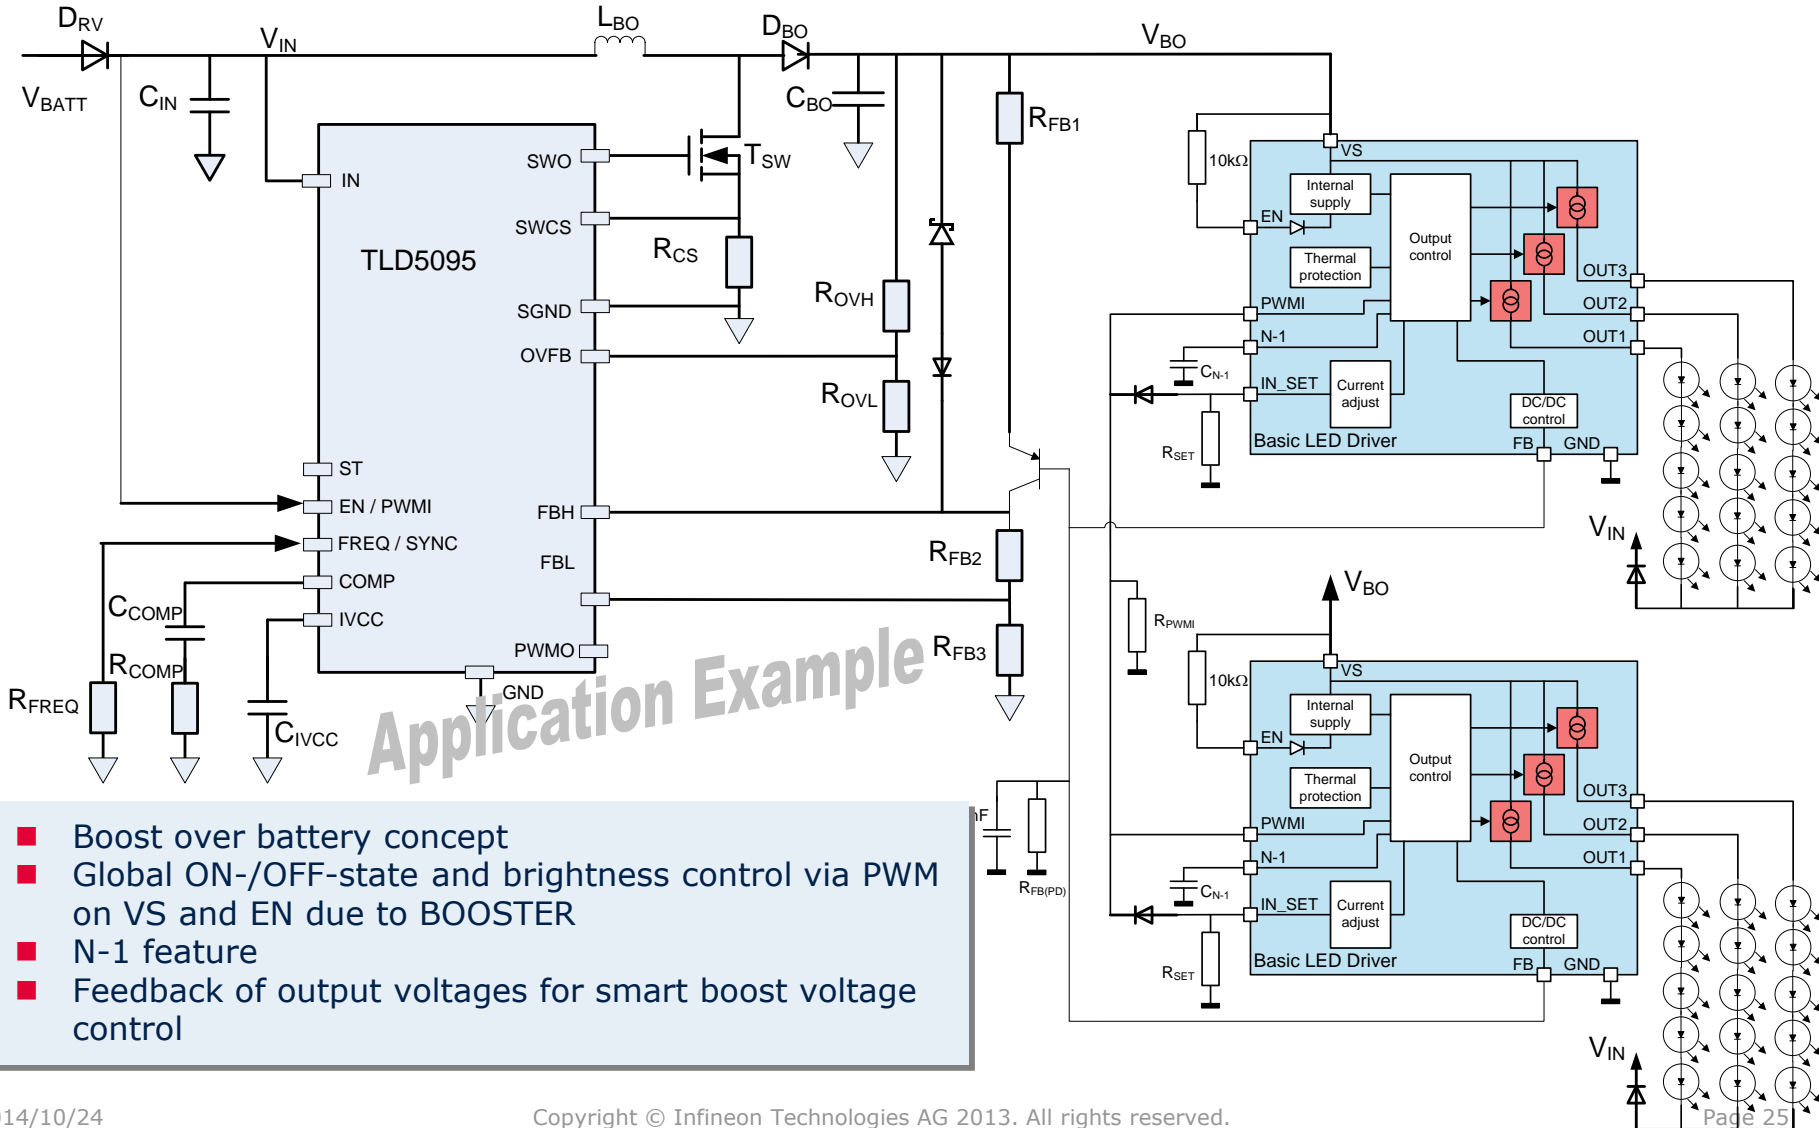 DRV
VIN
LBO
DBO
VBO
VBATT
CIN
CBO
RFB1
TSW
SWO
IN
SWCS
RCS
TLD5095
SGND
ROVH
OVFB
ROVL
ST
EN / PWMI
FBH
FREQ / SYNC
FBL
RFB2
COMP
CCOMP
IVCC
PWMO
RFB3
RCOMP
GND
RFREQ
CIVCC
Application Example
10kΩ
VS
Internal
supply
EN
Output
control
Thermal
protection
OUT3
PWMI
OUT2
N-1
OUT1
CN-1
IN_SET
Current
adjust
DC/DC
control
Basic LED Driver
FB
GND
RSET
VIN
VBO
RPWMI
10kΩ
VS
Internal
supply
EN
Output
control
Thermal
protection
OUT3
PWMI
OUT2
N-1
OUT1
CN-1
IN_SET
Current
adjust
DC/DC
control
Basic LED Driver
FB
GND
RSET
VIN
RFB(PD)
Boost over battery concept
Global ON-/OFF-state and brightness control via PWM
on VS and EN due to BOOSTER
N-1 feature
Feedback of output voltages for smart boost voltage
control
14/10/24
Copyright © Infineon Technologies AG 2013. All rights reserved.
Page 25